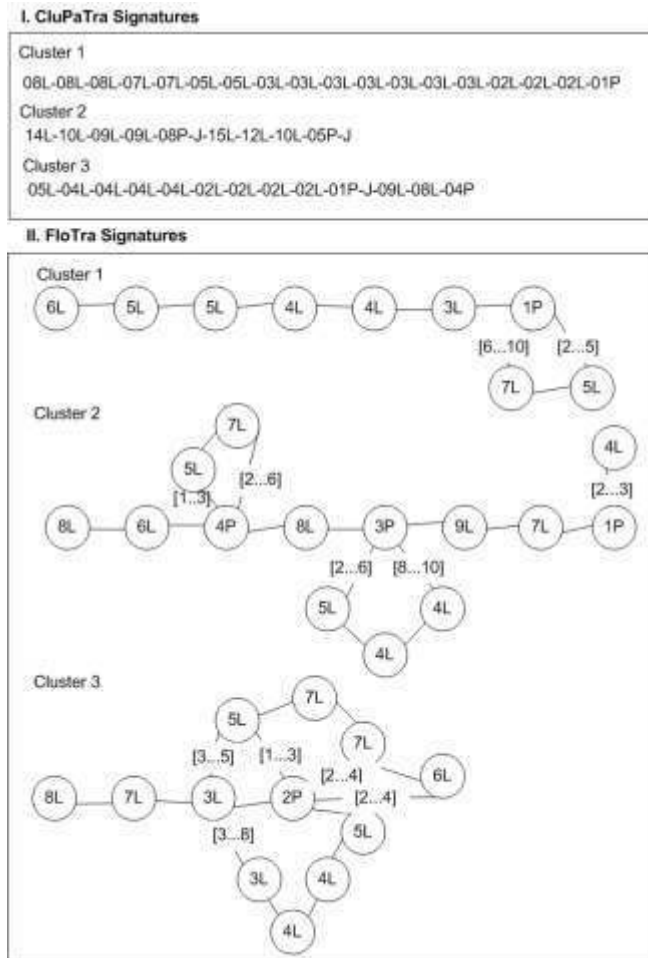 I. CluPaTra Signatures
Cluster 1
08L-08L-08L-07L-07L-05L-05L-03L-03L-03L-03L-03L-03L-03L-02L-02L-02L-01P
Cluster 2
14L-10L-09L-09L-08P-J-15L-12L-10L-05P-J
Cluster 3
05L-04L-04L-04L-04L-02L-02L-02L-02L-01P-J-09L-08L-04P
II. FloTra Signatures
Cluster 1
6L 5L 5L 4L 4L 3L 1P
[6...10] [2...5]
7L 5L
Cluster 2
7L
4L
5L
[2...6]
[1...3]
[2...3]
8L 6L 4P 8L 3P 9L 7L 1P
[2...6] [8...10]
5L 4L
4L
Cluster 3
7L
5L
7L
[3...5] [1...3]
[2...4] 6L
8L 7L 3L 2P [2...4]
5L
[3...8]
3L 4L
4L